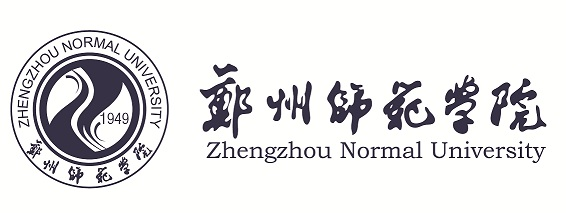 ZHENGZHOU NORMAL UNIVERSITY
1949
鄭州師范学院
鄭州師范学院
Zhengzhou Normal University